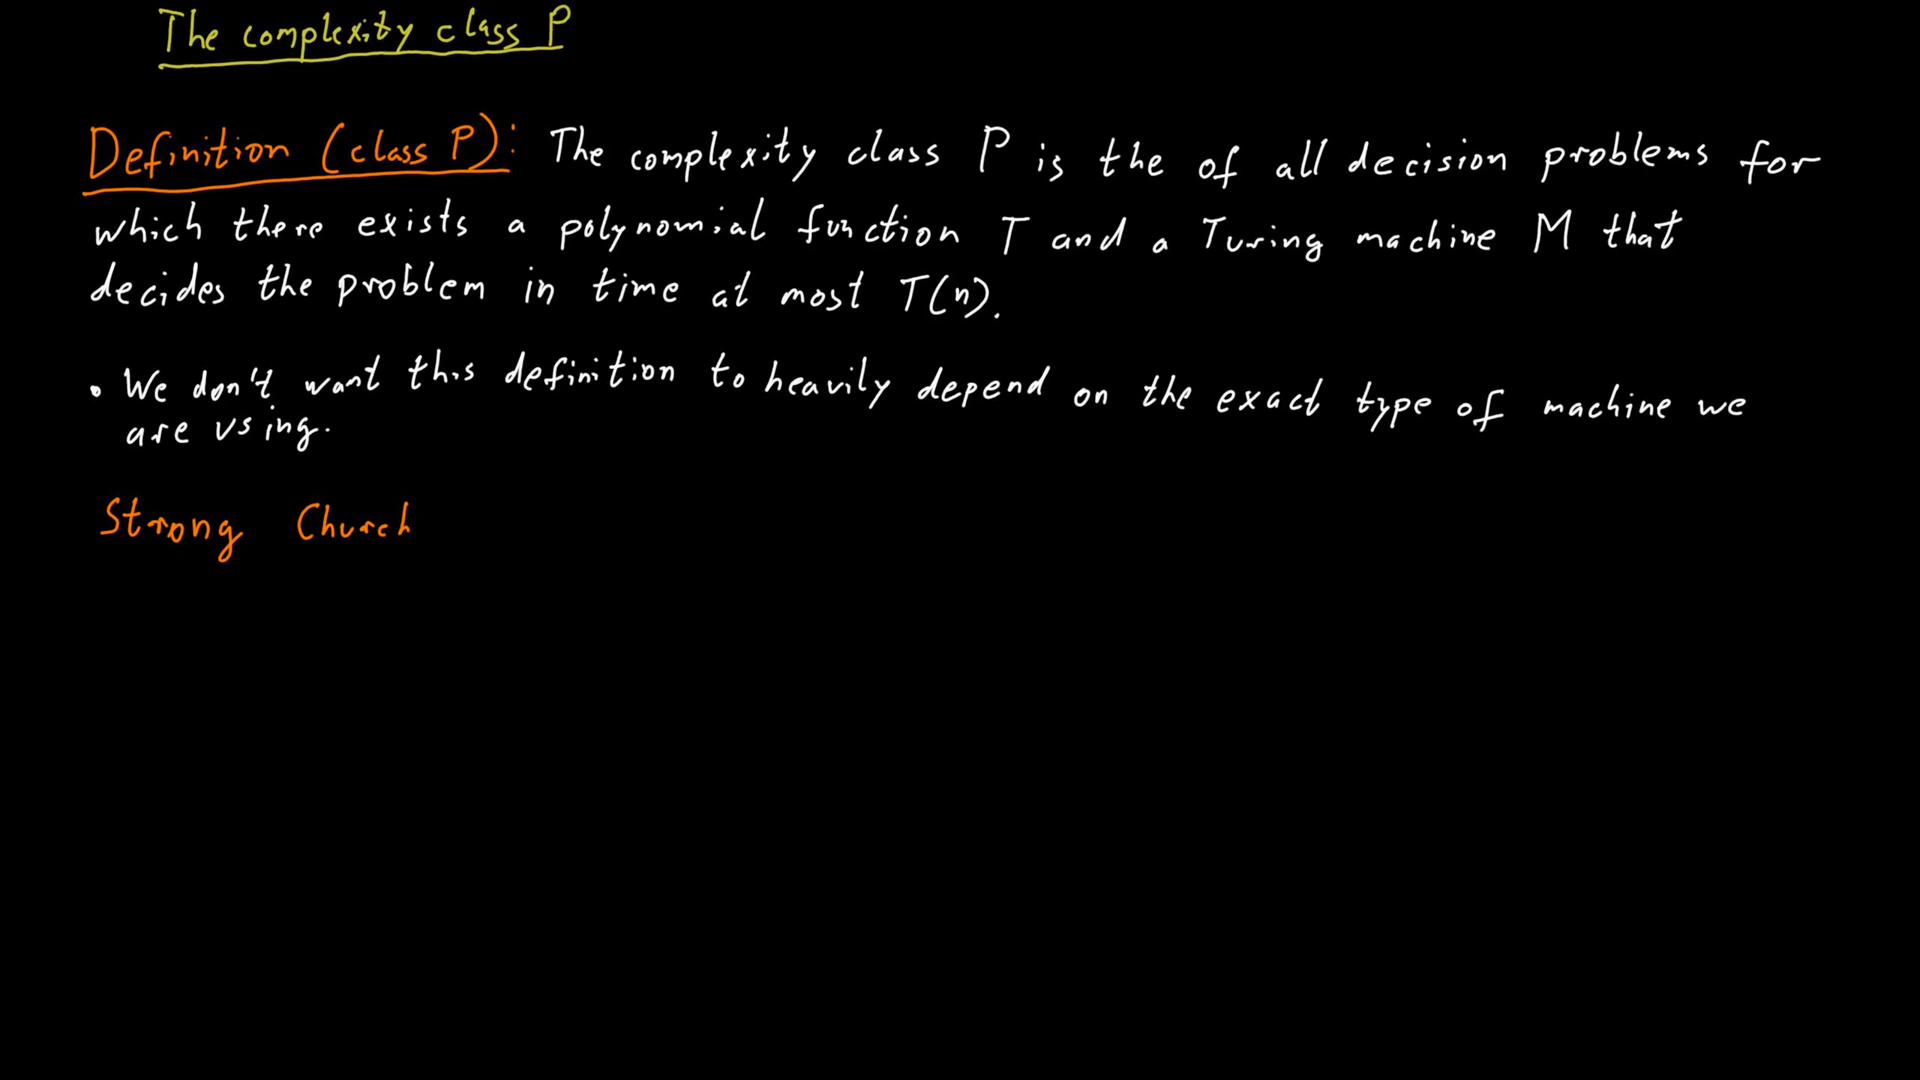 The complexity class P
Definition (class P): The complexity class P is the of all decision problems for
which there exists a polynomial function T and a Turing machine M that
decides the problem in time at most T(n).
• We don't want this definition to heavily depend on the exact type of machine we
are using.
Strong Church